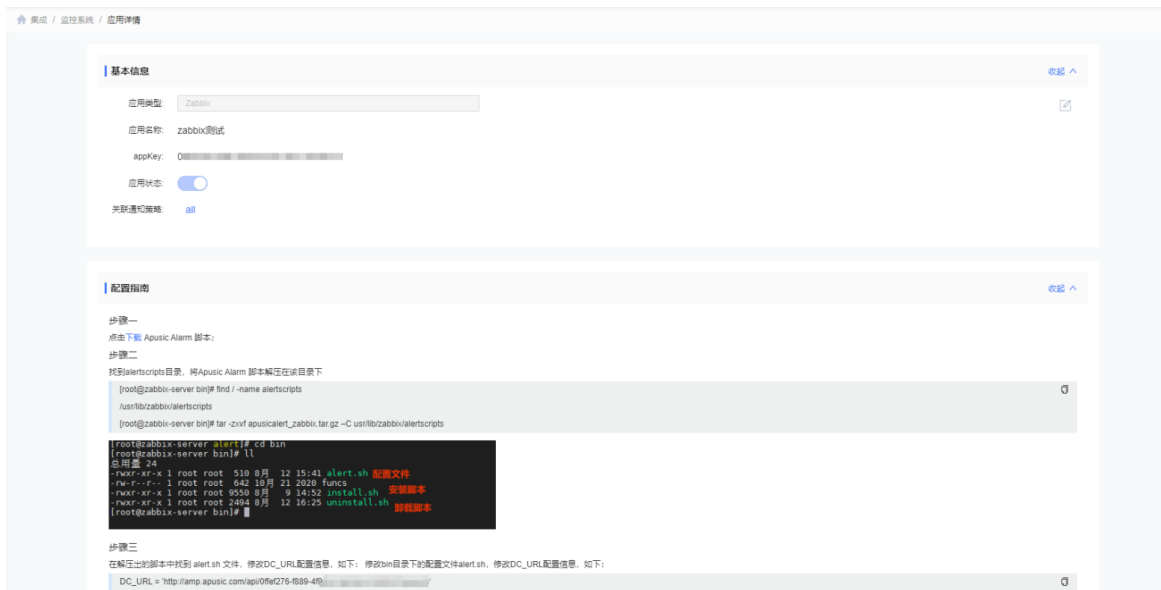 集成 / 监控系统 / 应用详情
基本信息
收起
应用类型: Zabbix
应用名称: zabbix测试
appKey: 0
应用状态:
关联通知策略: all
配置指南
收起
步骤一
点击下载 Apusic Alarm 脚本;
步骤二
找到alertscripts目录，将Apusic Alarm 脚本解压在该目录下
[root@zabbix-server bin]# find / -name alertscripts
/usr/lib/zabbix/alertscripts
[root@zabbix-server bin]# tar -zxvf apusicalert_zabbix.tar.gz –C usr/lib/zabbix/alertscripts
[root@zabbix-server alert]# cd bin
[root@zabbix-server bin]# ll
总用量 24
-rwxr-xr-x 1 root root 510 8月 12 15:41 alert.sh 配置文件
-rw-r--r-- 1 root root 642 10月 21 2020 funcs
-rwxr-xr-x 1 root root 9550 8月 9 14:52 install.sh 安装脚本
-rwxr-xr-x 1 root root 2494 8月 12 16:25 uninstall.sh 卸载脚本
[root@zabbix-server bin]#
步骤三
在解压出的脚本中找到 alert.sh 文件，修改DC_URL配置信息，如下： 修改bin目录下的配置文件alert.sh，修改DC_URL配置信息，如下：
DC_URL = 'http://amp.apusic.com/api/0ffef276-f889-4f9